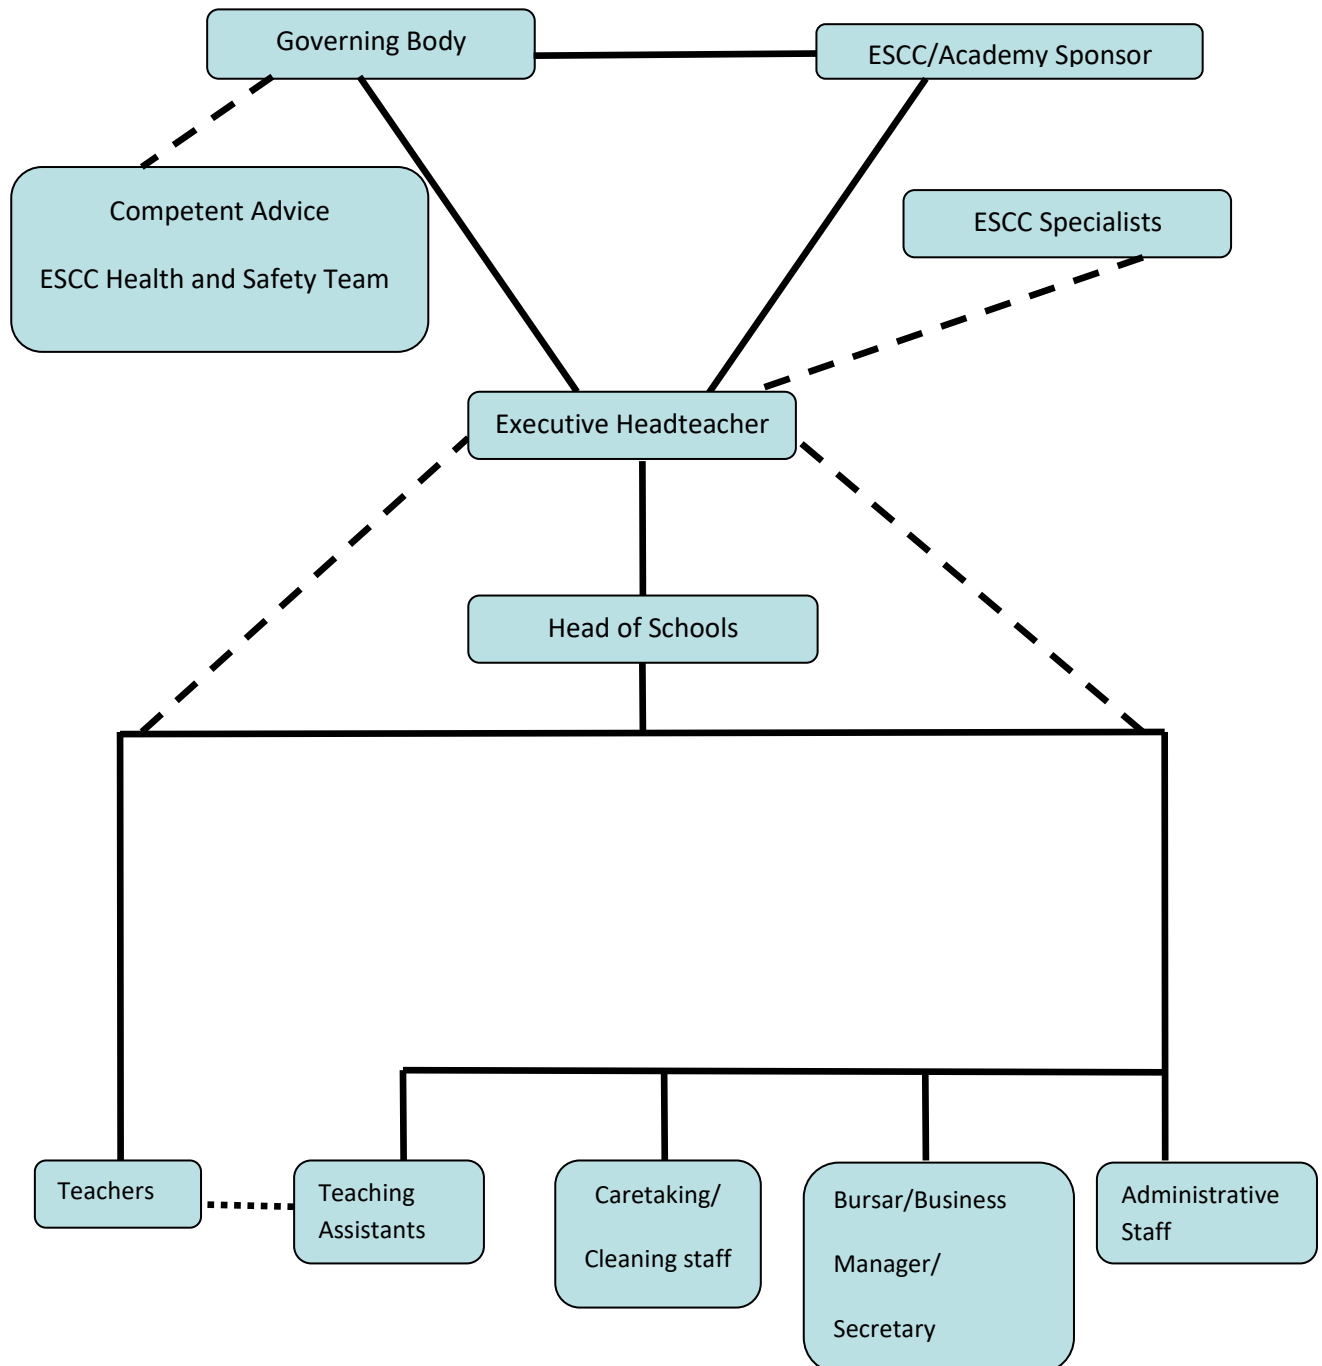 Governing Body
ESCC/Academy Sponsor
Competent Advice
ESCC Health and Safety Team
ESCC Specialists
Executive Headteacher
Head of Schools
Teachers
Teaching
Assistants
Caretaking/
Cleaning staff
Bursar/Business
Manager/
Secretary
Administrative
Staff